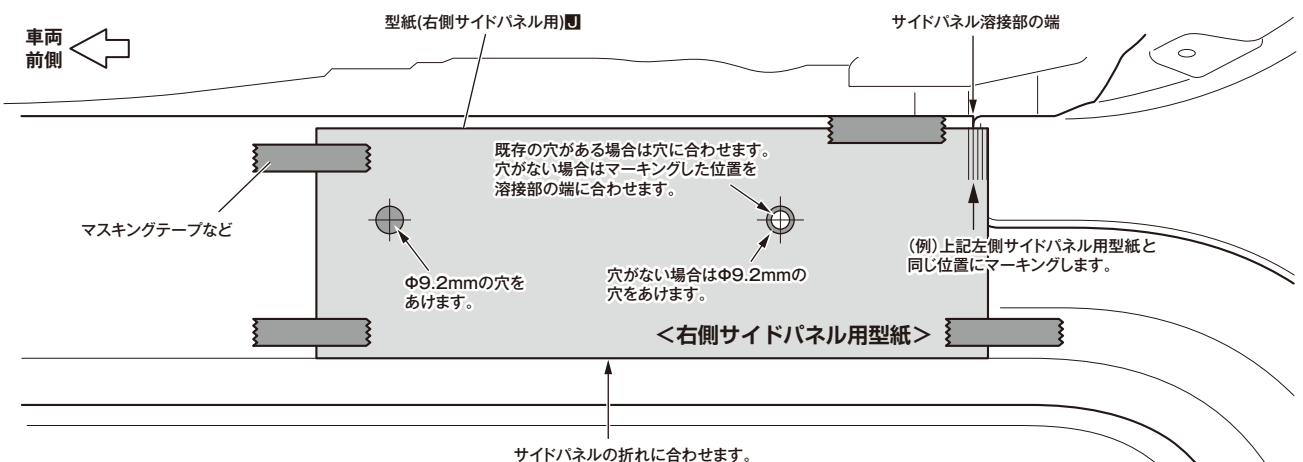 型紙(右側サイドパネル用)J
サイドパネル溶接部の端
車両
前側
既存の穴がある場合は穴に合わせます。
穴がない場合はマーキングした位置を
溶接部の端に合わせます。
マスキングテープなど
(例)上記左側サイドパネル用型紙と
同じ位置にマーキングします。
Φ9.2mmの穴を
あけます。
穴がない場合はΦ9.2mmの
穴をあけます。
＜右側サイドパネル用型紙＞
サイドパネルの折れに合わせます。